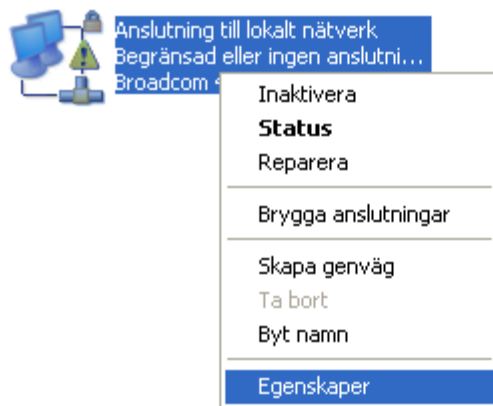 Anslutning till lokalt nätverk
Begränsad eller ingen anslutni...
Broadcom
Inaktivera
Status
Reparera
Brygga anslutningar
Skapa genväg
Ta bort
Byt namn
Egenskaper